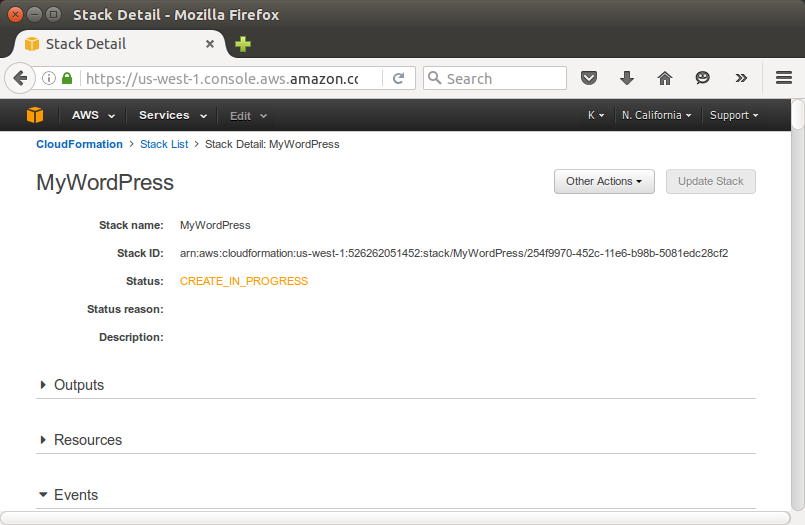 Stack Detail - Mozilla Firefox
Stack Detail
https://us-west-1.console.aws.amazon.cc
Search
AWS Services Edit K N. California Support
CloudFormation Stack List Stack Detail: MyWordPress
MyWordPress
Other Actions Update Stack
Stack name: MyWordPress
Stack ID: arn:aws:cloudformation:us-west-1:526262051452:stack/MyWordPress/254f9970-452c-11e6-b98b-5081edc28cf2
Status: CREATE_IN_PROGRESS
Status reason:
Description:
Outputs
Resources
Events